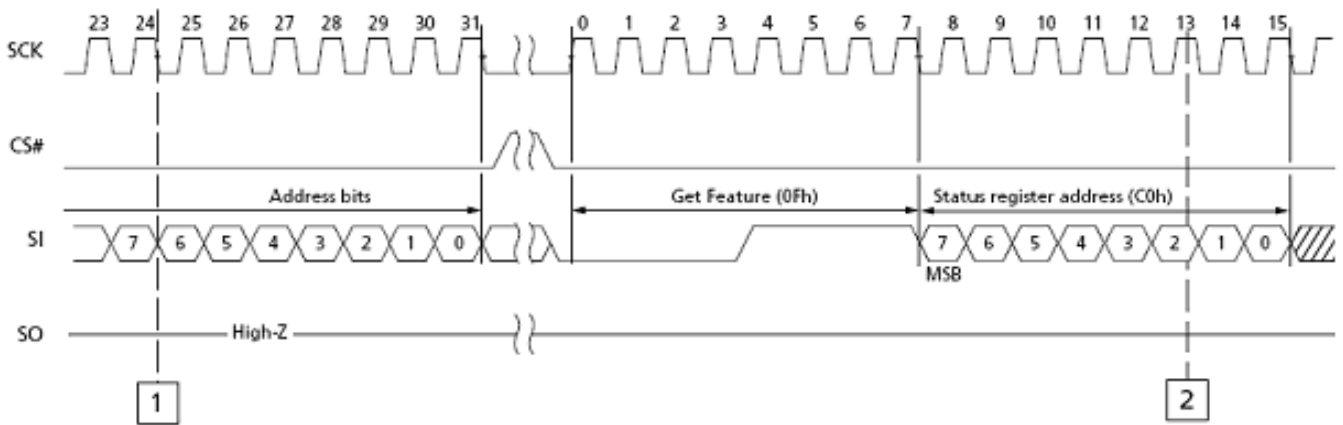 23 24 25 26 27 28 29 30 31 0 1 2 3 4 5 6 7 8 9 10 11 12 13 14 15
SCK
CS#
Address bits Get Feature (0Fh) Status register address (C0h)
SI 7 6 5 4 3 2 1 0 7 6 5 4 3 2 1 0
MSB
SO High-Z
1 2